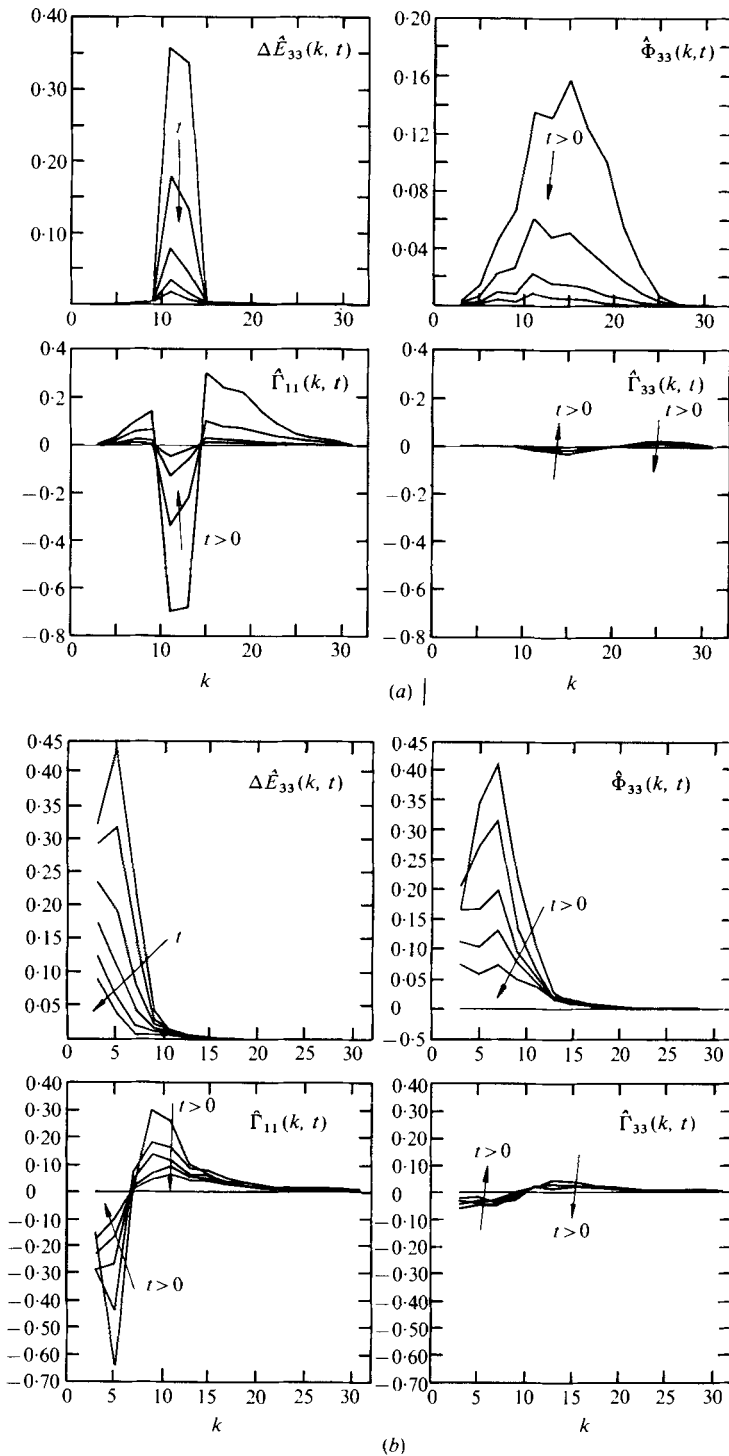 ΔÊ₃₃(k, t)
0·40
0·30
0·20
0·10
t
0 10 20 30
Φ̂₃₃(k,t)
0·20
0·16
0·12
0·08
0·04
t>0
0 10 20 30
Γ̂₁₁(k, t)
0·4
0·2
0
−0·2
−0·4
−0·6
−0·8
t>0
0 10 20 30
k
Γ̂₃₃(k, t)
0·4
0·2
0
−0·2
−0·4
−0·6
−0·8
t>0
t>0
0 10 20 30
k
(a)
ΔÊ₃₃(k, t)
0·45
0·40
0·35
0·30
0·25
0·20
0·15
0·10
0·05
t
0 5 10 15 20 25 30
Φ̂₃₃(k, t)
0·45
0·40
0·35
0·30
0·25
0·20
0·15
0·10
0·05
0
−0·5
t>0
0 5 10 15 20 25 30
Γ̂₁₁(k, t)
0·40
0·30
0·20
0·10
0
−0·10
−0·20
−0·30
−0·40
−0·50
−0·60
−0·70
t>0
t>0
0 5 10 15 20 25 30
k
Γ̂₃₃(k, t)
0·40
0·30
0·20
0·10
0
−0·10
−0·20
−0·30
−0·40
−0·50
−0·60
−0·70
t>0
t>0
0 5 10 15 20 25 30
k
(b)